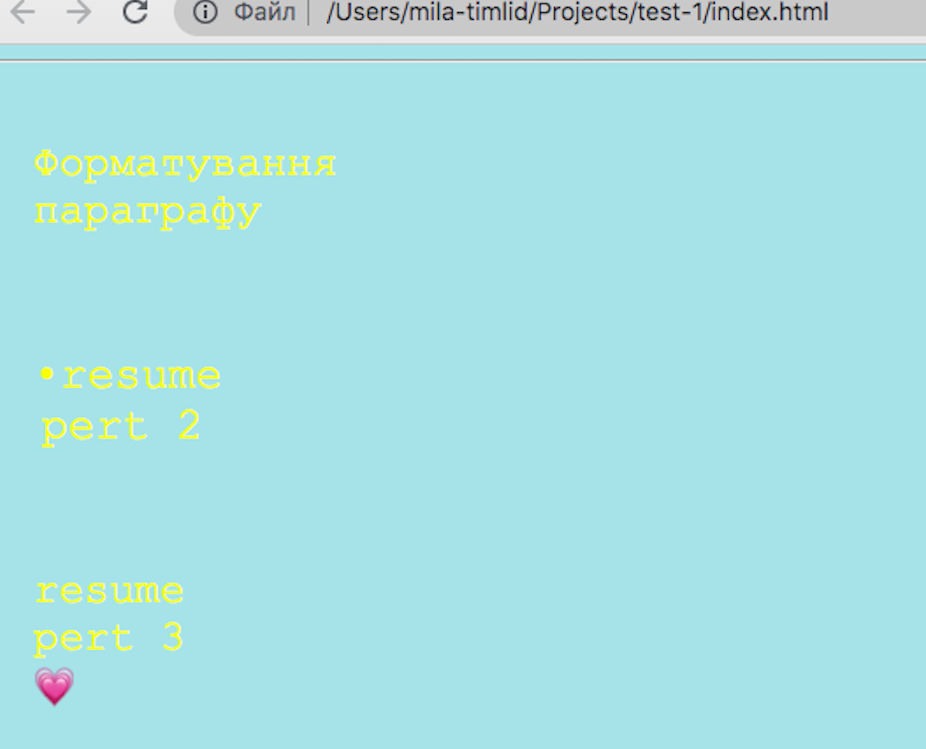 Файл | /Users/mila-timlid/Projects/test-1/index.html
Форматування
параграфу
•resume
pert 2
resume
pert 3
💗